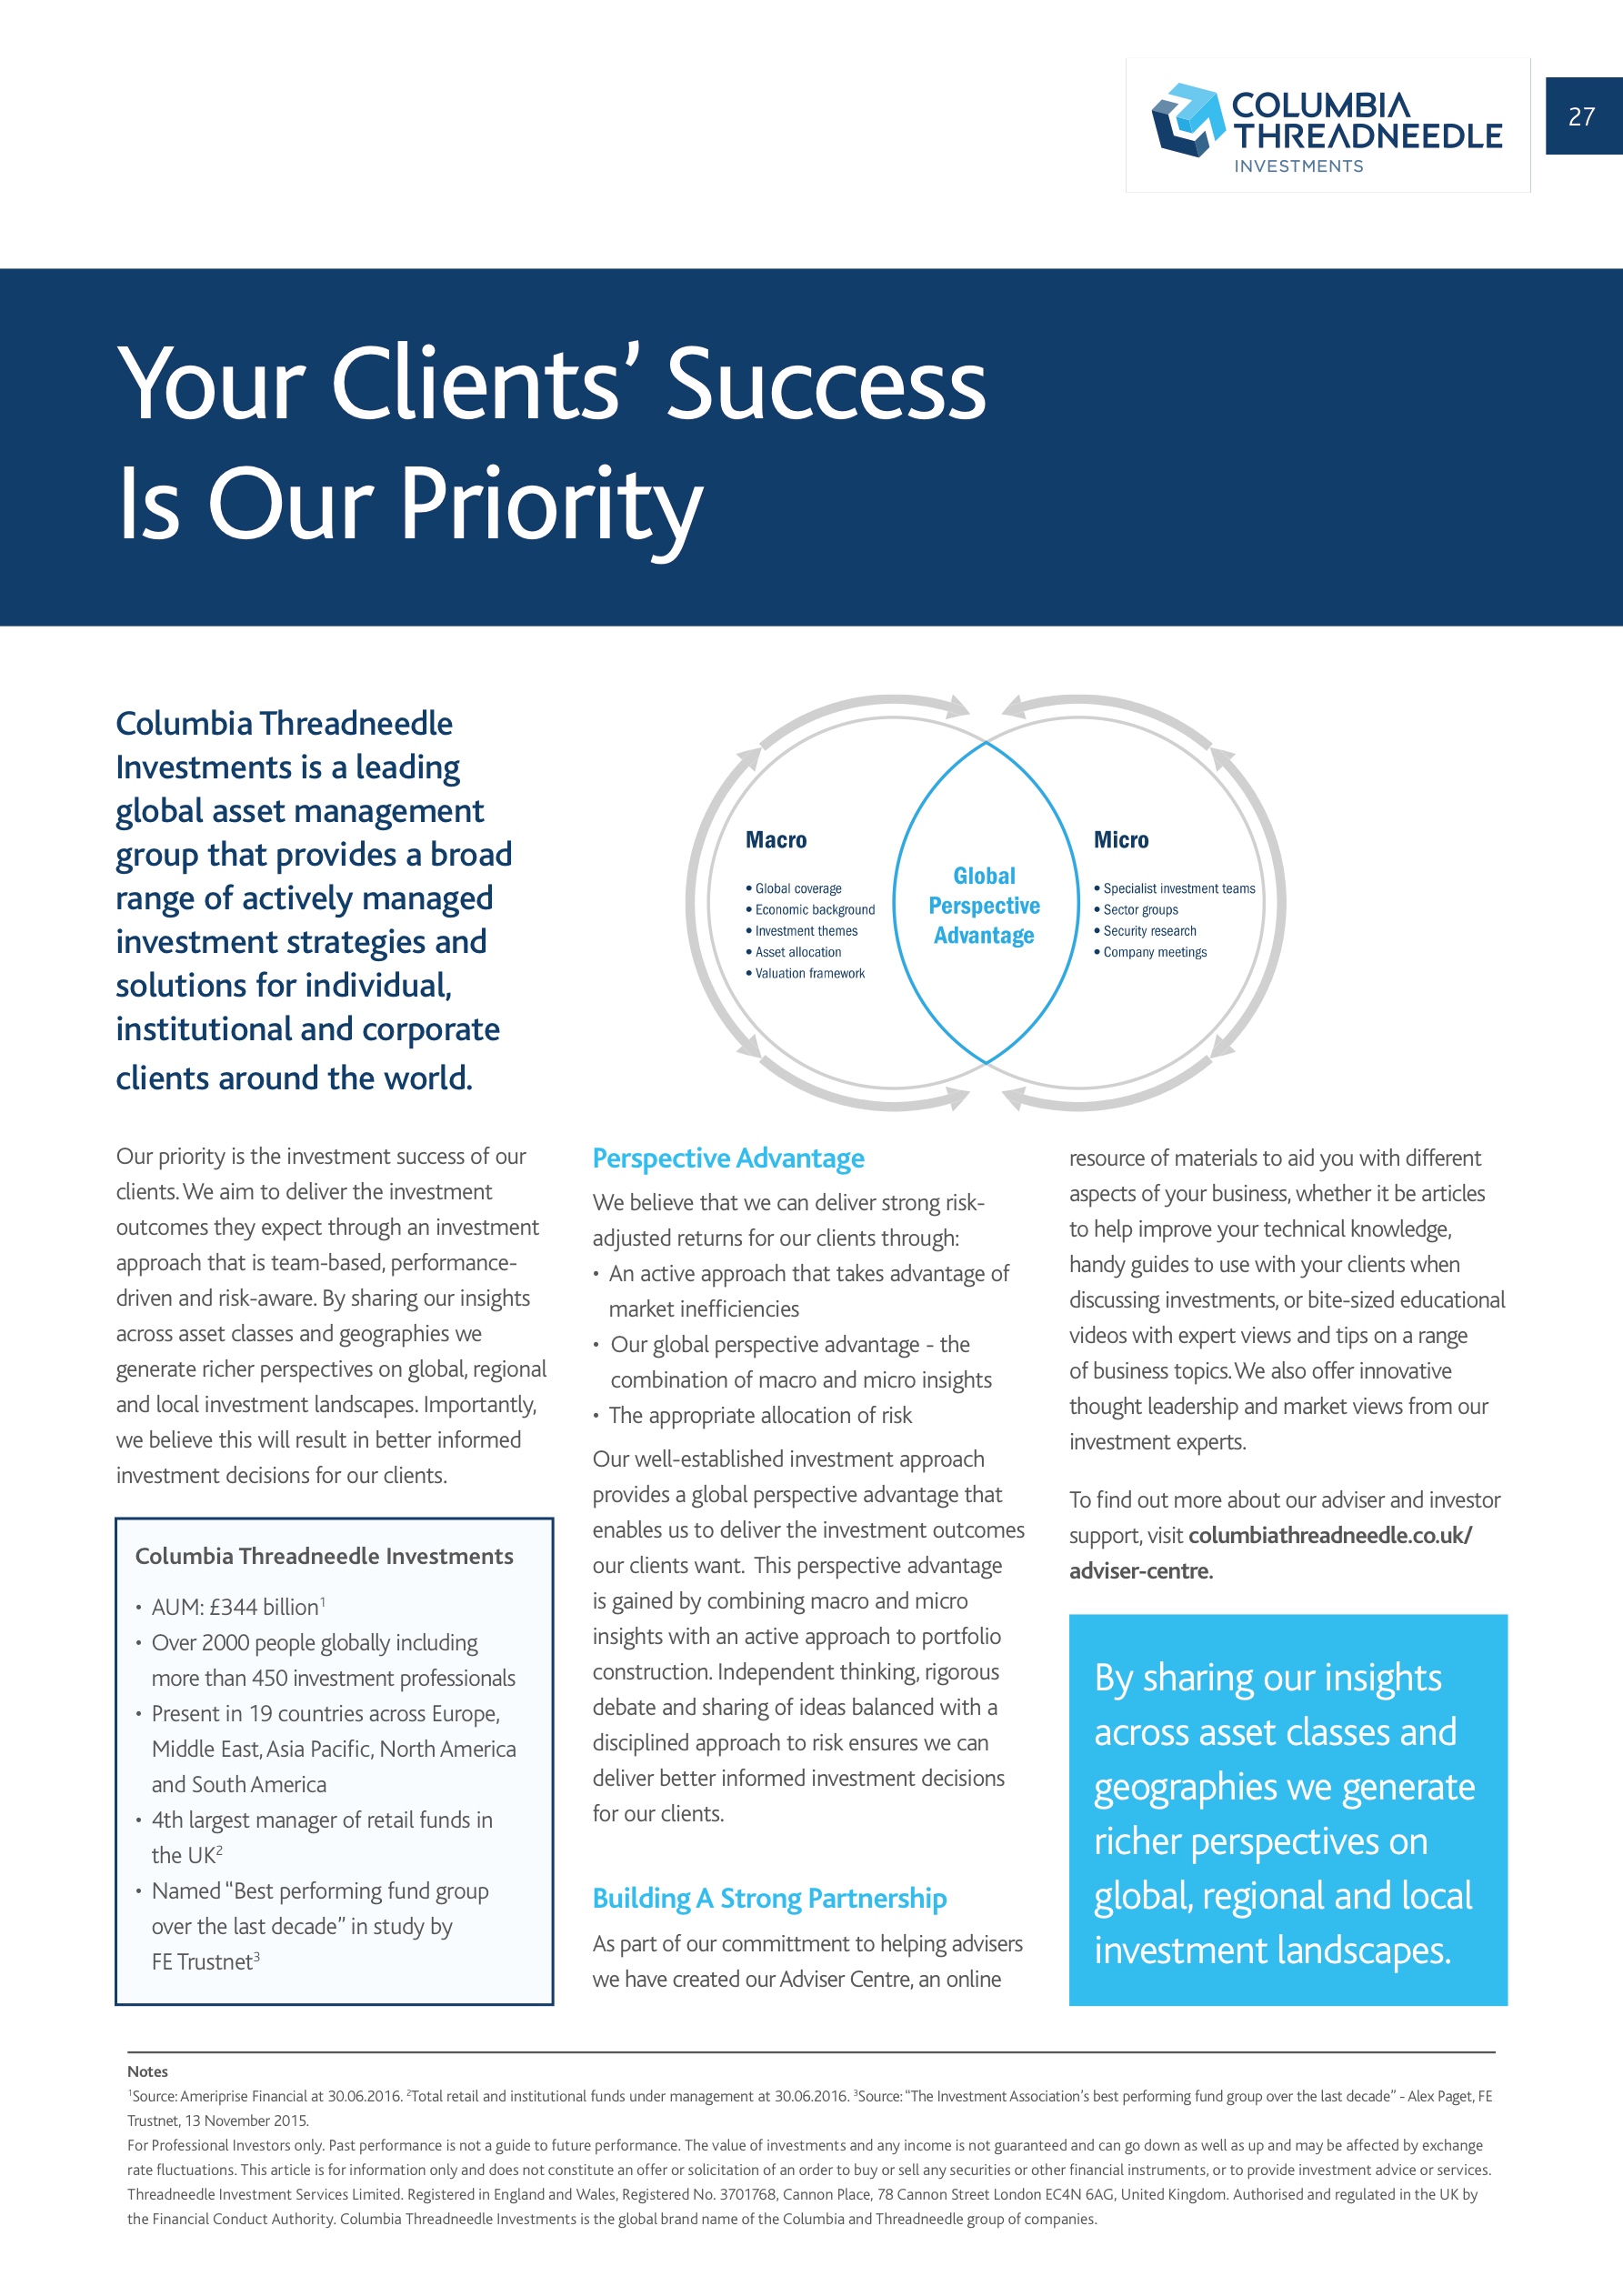 COLUMBIA
THREADNEEDLE
INVESTMENTS
27
Your Clients’ Success
Is Our Priority
Columbia Threadneedle
Investments is a leading
global asset management
group that provides a broad
range of actively managed
investment strategies and
solutions for individual,
institutional and corporate
clients around the world.
Macro
• Global coverage
• Economic background
• Investment themes
• Asset allocation
• Valuation framework
Global
Perspective
Advantage
Micro
• Specialist investment teams
• Sector groups
• Security research
• Company meetings
Our priority is the investment success of our
clients. We aim to deliver the investment
outcomes they expect through an investment
approach that is team-based, performance-
driven and risk-aware. By sharing our insights
across asset classes and geographies we
generate richer perspectives on global, regional
and local investment landscapes. Importantly,
we believe this will result in better informed
investment decisions for our clients.
Columbia Threadneedle Investments
• AUM: £344 billion¹
• Over 2000 people globally including
more than 450 investment professionals
• Present in 19 countries across Europe,
Middle East, Asia Pacific, North America
and South America
• 4th largest manager of retail funds in
the UK²
• Named “Best performing fund group
over the last decade” in study by
FE Trustnet³
Perspective Advantage
We believe that we can deliver strong risk-
adjusted returns for our clients through:
• An active approach that takes advantage of
market inefficiencies
• Our global perspective advantage - the
combination of macro and micro insights
• The appropriate allocation of risk
Our well-established investment approach
provides a global perspective advantage that
enables us to deliver the investment outcomes
our clients want. This perspective advantage
is gained by combining macro and micro
insights with an active approach to portfolio
construction. Independent thinking, rigorous
debate and sharing of ideas balanced with a
disciplined approach to risk ensures we can
deliver better informed investment decisions
for our clients.
Building A Strong Partnership
As part of our committment to helping advisers
we have created our Adviser Centre, an online
resource of materials to aid you with different
aspects of your business, whether it be articles
to help improve your technical knowledge,
handy guides to use with your clients when
discussing investments, or bite-sized educational
videos with expert views and tips on a range
of business topics. We also offer innovative
thought leadership and market views from our
investment experts.
To find out more about our adviser and investor
support, visit columbiathreadneedle.co.uk/
adviser-centre.
By sharing our insights
across asset classes and
geographies we generate
richer perspectives on
global, regional and local
investment landscapes.
Notes
¹Source: Ameriprise Financial at 30.06.2016. ²Total retail and institutional funds under management at 30.06.2016. ³Source: “The Investment Association’s best performing fund group over the last decade” - Alex Paget, FE
Trustnet, 13 November 2015.
For Professional Investors only. Past performance is not a guide to future performance. The value of investments and any income is not guaranteed and can go down as well as up and may be affected by exchange
rate fluctuations. This article is for information only and does not constitute an offer or solicitation of an order to buy or sell any securities or other financial instruments, or to provide investment advice or services.
Threadneedle Investment Services Limited. Registered in England and Wales, Registered No. 3701768, Cannon Place, 78 Cannon Street London EC4N 6AG, United Kingdom. Authorised and regulated in the UK by
the Financial Conduct Authority. Columbia Threadneedle Investments is the global brand name of the Columbia and Threadneedle group of companies.